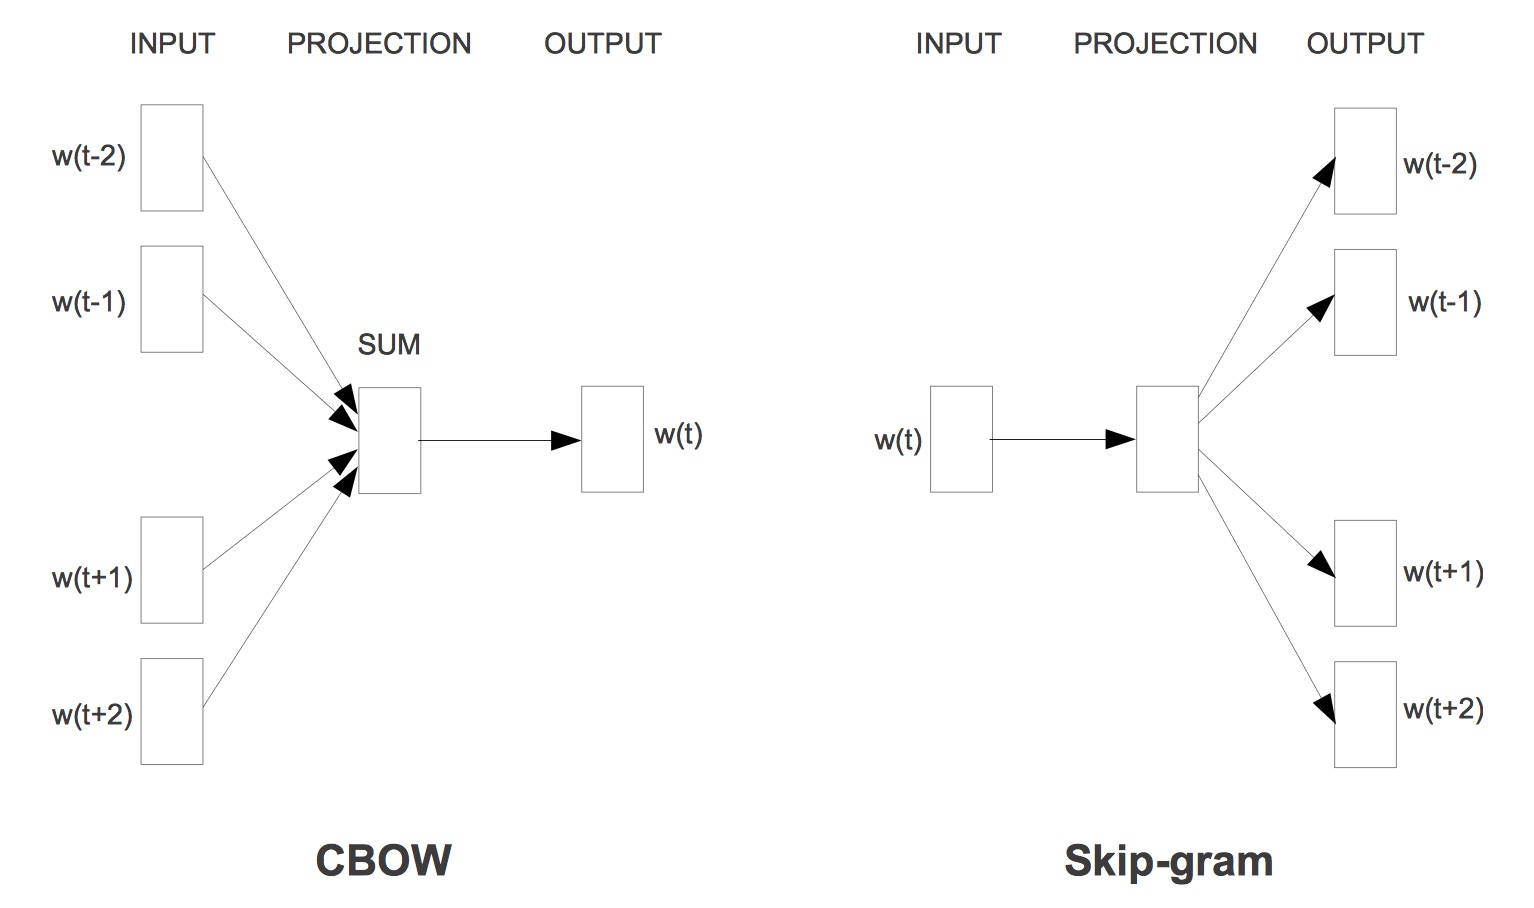 INPUT PROJECTION OUTPUT
w(t-2)
w(t-1)
SUM
w(t)
w(t+1)
w(t+2)
CBOW
INPUT PROJECTION OUTPUT
w(t-2)
w(t-1)
w(t)
w(t+1)
w(t+2)
Skip-gram